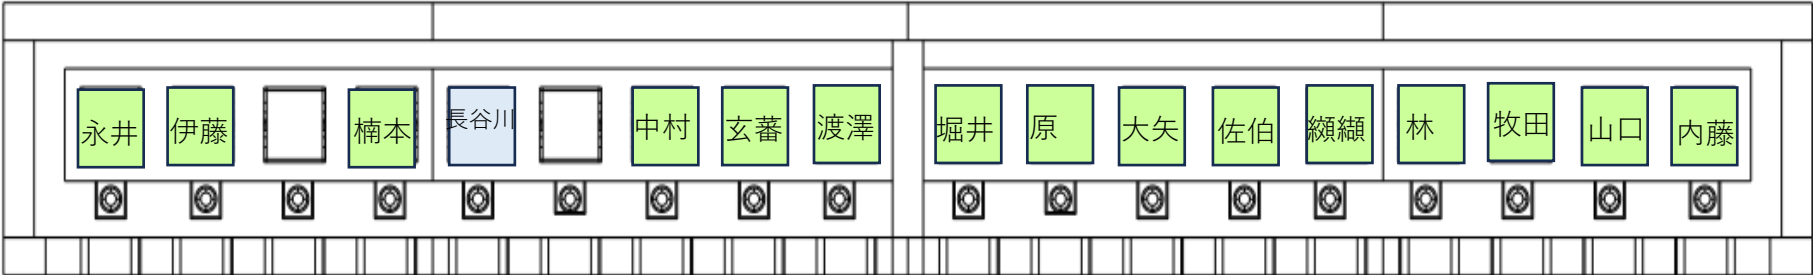 永井
伊藤
楠本
長谷川
中村
玄蕃
渡澤
堀井
原
大矢
佐伯
纐纈
林
牧田
山口
内藤